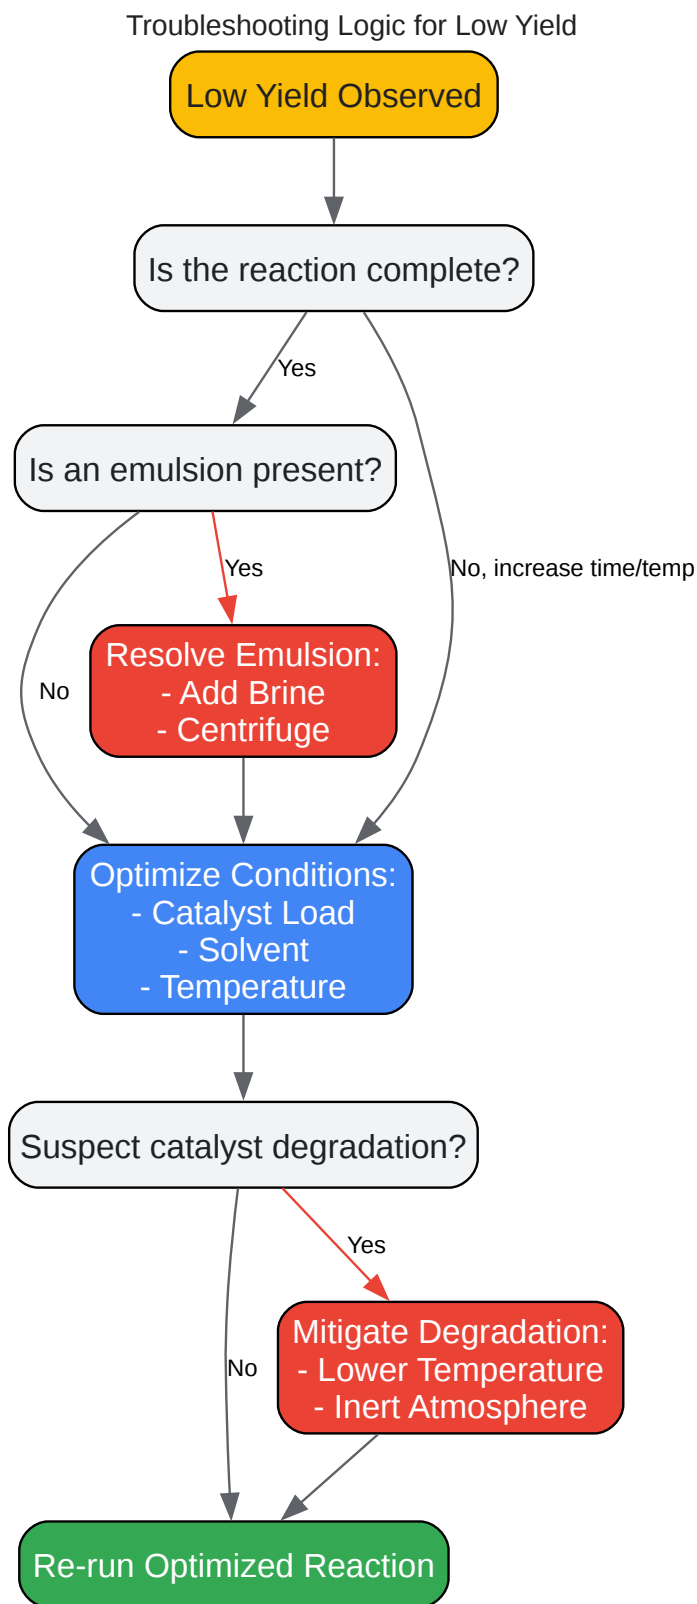 Troubleshooting Logic for Low Yield
Low Yield Observed
Is the reaction complete?
Yes
Is an emulsion present?
No, increase time/temp
Yes
Resolve Emulsion:
- Add Brine
- Centrifuge
No
Optimize Conditions:
- Catalyst Load
- Solvent
- Temperature
Suspect catalyst degradation?
Yes
Mitigate Degradation:
- Lower Temperature
- Inert Atmosphere
No
Re-run Optimized Reaction